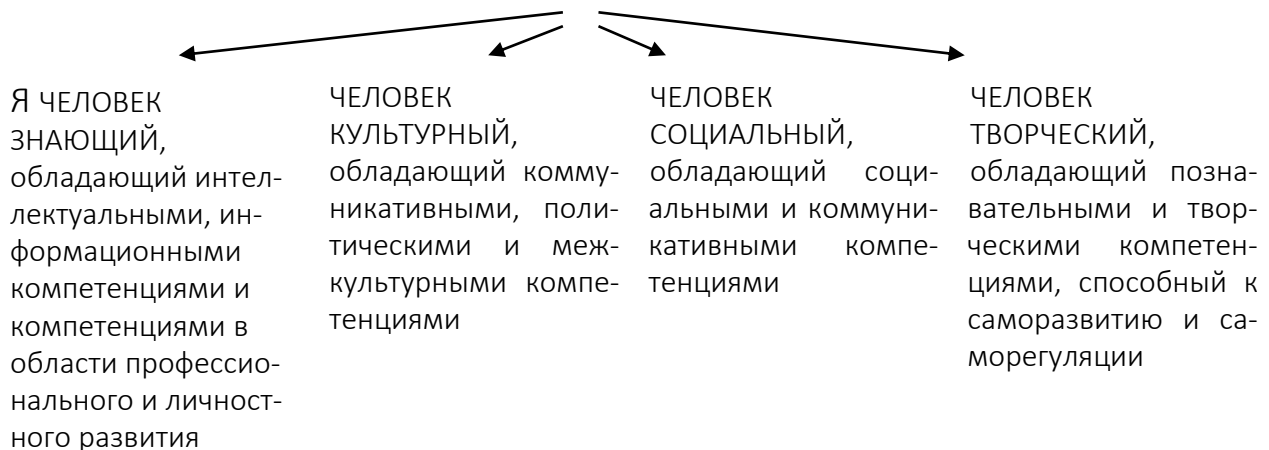 Я ЧЕЛОВЕК
ЗНАЮЩИЙ,
обладающий интел-
лектуальными, ин-
формационными
компетенциями и
компетенциями в
области профессио-
нального и личност-
ного развития
ЧЕЛОВЕК
КУЛЬТУРНЫЙ,
обладающий комму-
никативными, поли-
тическими и меж-
культурными компе-
тенциями
ЧЕЛОВЕК
СОЦИАЛЬНЫЙ,
обладающий соци-
альными и коммуни-
кативными компе-
тенциями
ЧЕЛОВЕК
ТВОРЧЕСКИЙ,
обладающий позна-
вательными и твор-
ческими компетен-
циями, способный к
саморазвитию и са-
морегуляции